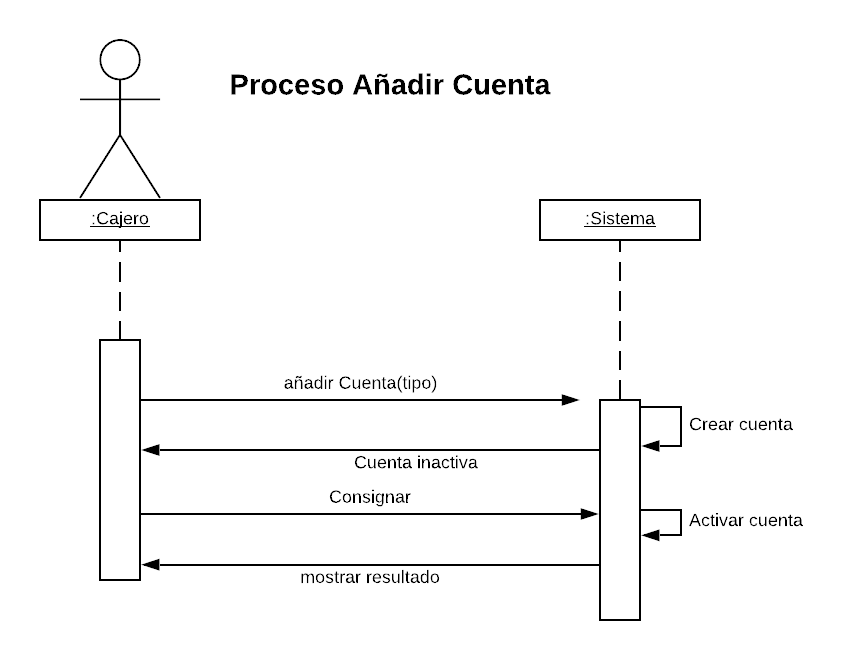 Proceso Añadir Cuenta
:Cajero
:Sistema
añadir Cuenta(tipo)
Crear cuenta
Cuenta inactiva
Consignar
Activar cuenta
mostrar resultado